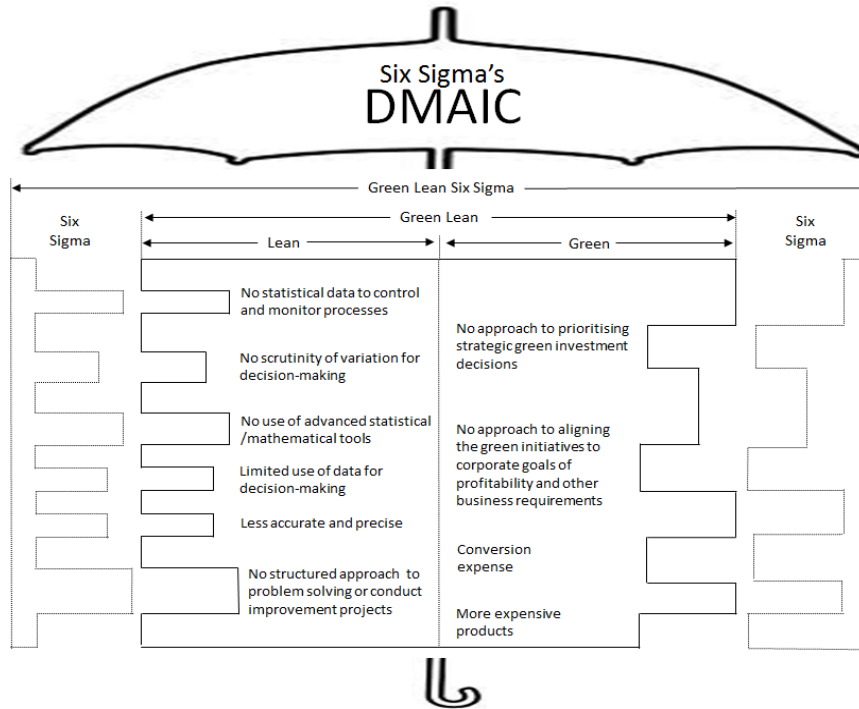 Six Sigma's
DMAIC
Green Lean Six Sigma
Green Lean
Six
Sigma
Lean
Green
Six
Sigma
No statistical data to control
and monitor processes
No scrutinity of variation for
decision-making
No use of advanced statistical
/mathematical tools
Limited use of data for
decision-making
Less accurate and precise
No structured approach to
problem solving or conduct
improvement projects
No approach to prioritising
strategic green investment
decisions
No approach to aligning
the green initiatives to
corporate goals of
profitability and other
business requirements
Conversion
expense
More expensive
products